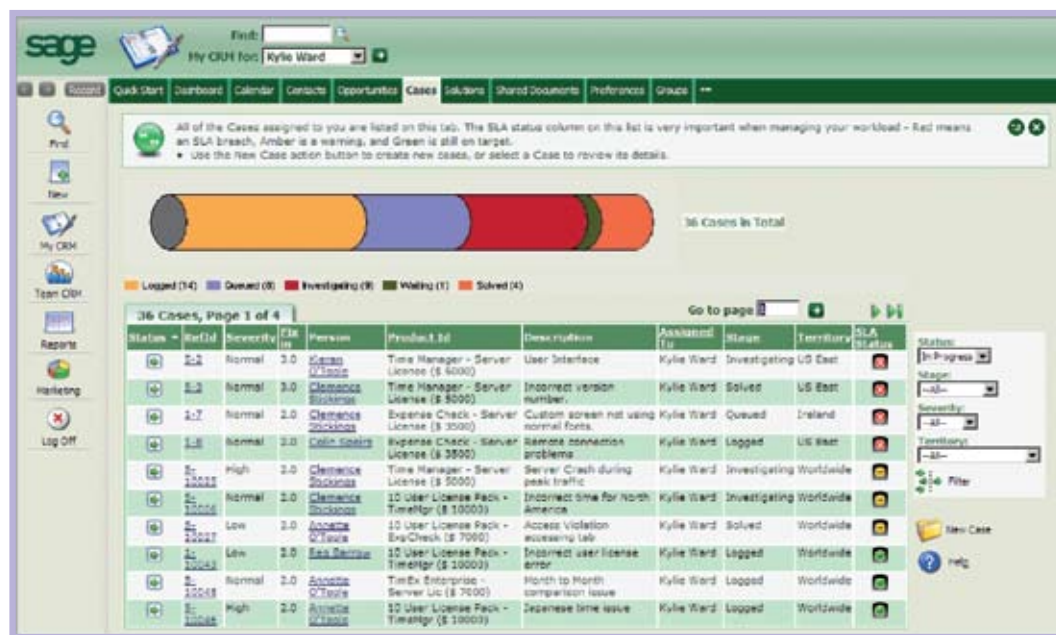 sage
Find:
My CRM for: Kylie Ward
Record
Quick Start Dashboard Calendar Contacts Opportunities Cases Solutions Shared Documents Preferences Groups
All of the Cases assigned to you are listed on this tab. The SLA status column on this list is very important when managing your workload - Red means
an SLA breach, Amber is a warning, and Green is still on target.
• Use the New Case action button to create new cases, or select a Case to review its details.
Find
New
My CRM
Team CRM
Reports
Marketing
Log Off
36 Cases in Total
Logged (14) Queued (8) Investigating (9) Waiting (1) Solved (4)
36 Cases, Page 1 of 4
Go to page
Status RefId Severity Fix in Person Product Id Description Assigned To Stage Territory SLA Status
Normal 3.0 Kieran O'Toole Time Manager - Server License ($ 6000) User Interface Kylie Ward Investigating US East
Normal 3.0 Clemence Stickings Time Manager - Server License ($ 5000) Incorrect version number. Kylie Ward Solved US East
1-7 Normal 2.0 Clemence Stickings Expense Check - Server License ($ 3500) Custom screen not using normal fonts. Kylie Ward Queued Ireland
1-8 Normal 2.0 Colin Speirs Expense Check - Server License ($ 3500) Remote connection problems Kylie Ward Logged US East
High 2.0 Clemence Stickings Time Manager - Server License ($ 5000) Server Crash during peak traffic Kylie Ward Investigating Worldwide
Normal 2.0 Clemence Stickings 10 User License Pack - TimeMgr ($ 10000) Incorrect time for North America Kylie Ward Investigating Worldwide
Low 2.0 Annette O'Toole 10 User License Pack - ExpCheck ($ 7000) Access Violation accessing tab Kylie Ward Solved Worldwide
Low 2.0 10 User License Pack - TimeMgr ($ 10000) Incorrect user license error Kylie Ward Logged Worldwide
Normal 2.0 Annette O'Toole TimEx Enterprise - Server Lic ($ 7000) Month to Month comparison issue Kylie Ward Logged Worldwide
High 2.0 Annette O'Toole 10 User License Pack - TimeMgr ($ 10000) Japanese time issue Kylie Ward Logged Worldwide
Status:
In Progress
Stage:
--All--
Severity:
--All--
Territory:
--All--
Filter
New Case
Help